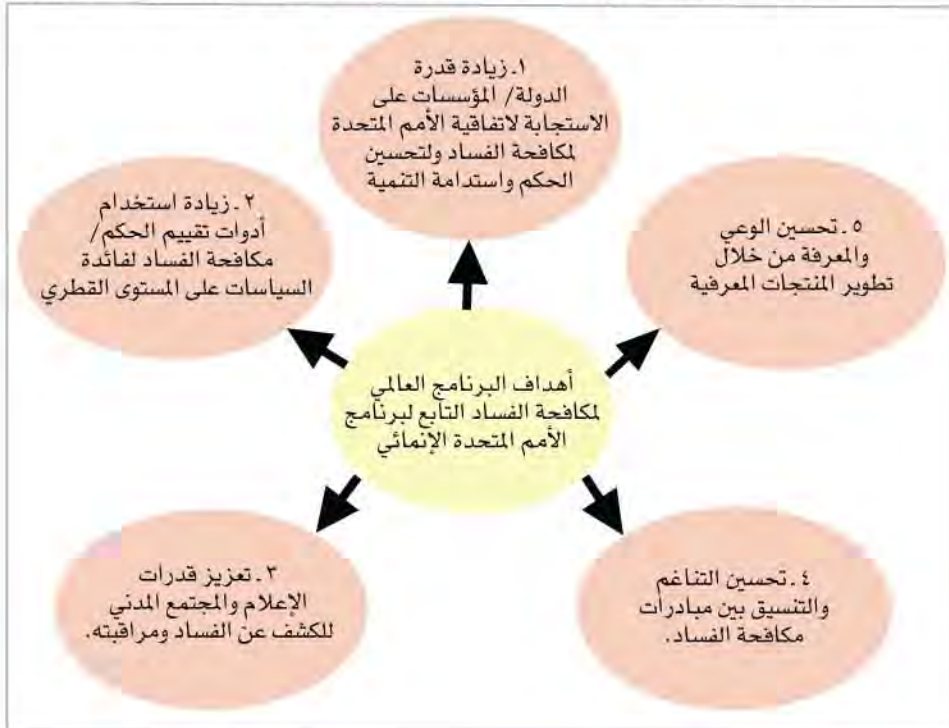 ١. زيادة قدرة
الدولة/ المؤسسات على
الاستجابة لاتفاقية الأمم المتحدة
لمكافحة الفساد ولتحسين
الحكم واستدامة التنمية
٢. زيادة استخدام
أدوات تقييم الحكم/
مكافحة الفساد لفائدة
السياسات على المستوى القطري
٥. تحسين الوعي
والمعرفة من خلال
تطوير المنتجات المعرفية
أهداف البرنامج العالمي
لمكافحة الفساد التابع لبرنامج
الأمم المتحدة الإنمائي
٣. تعزيز قدرات
الإعلام والمجتمع المدني
للكشف عن الفساد ومراقبته.
٤. تحسين التناغم
والتنسيق بين مبادرات
مكافحة الفساد.